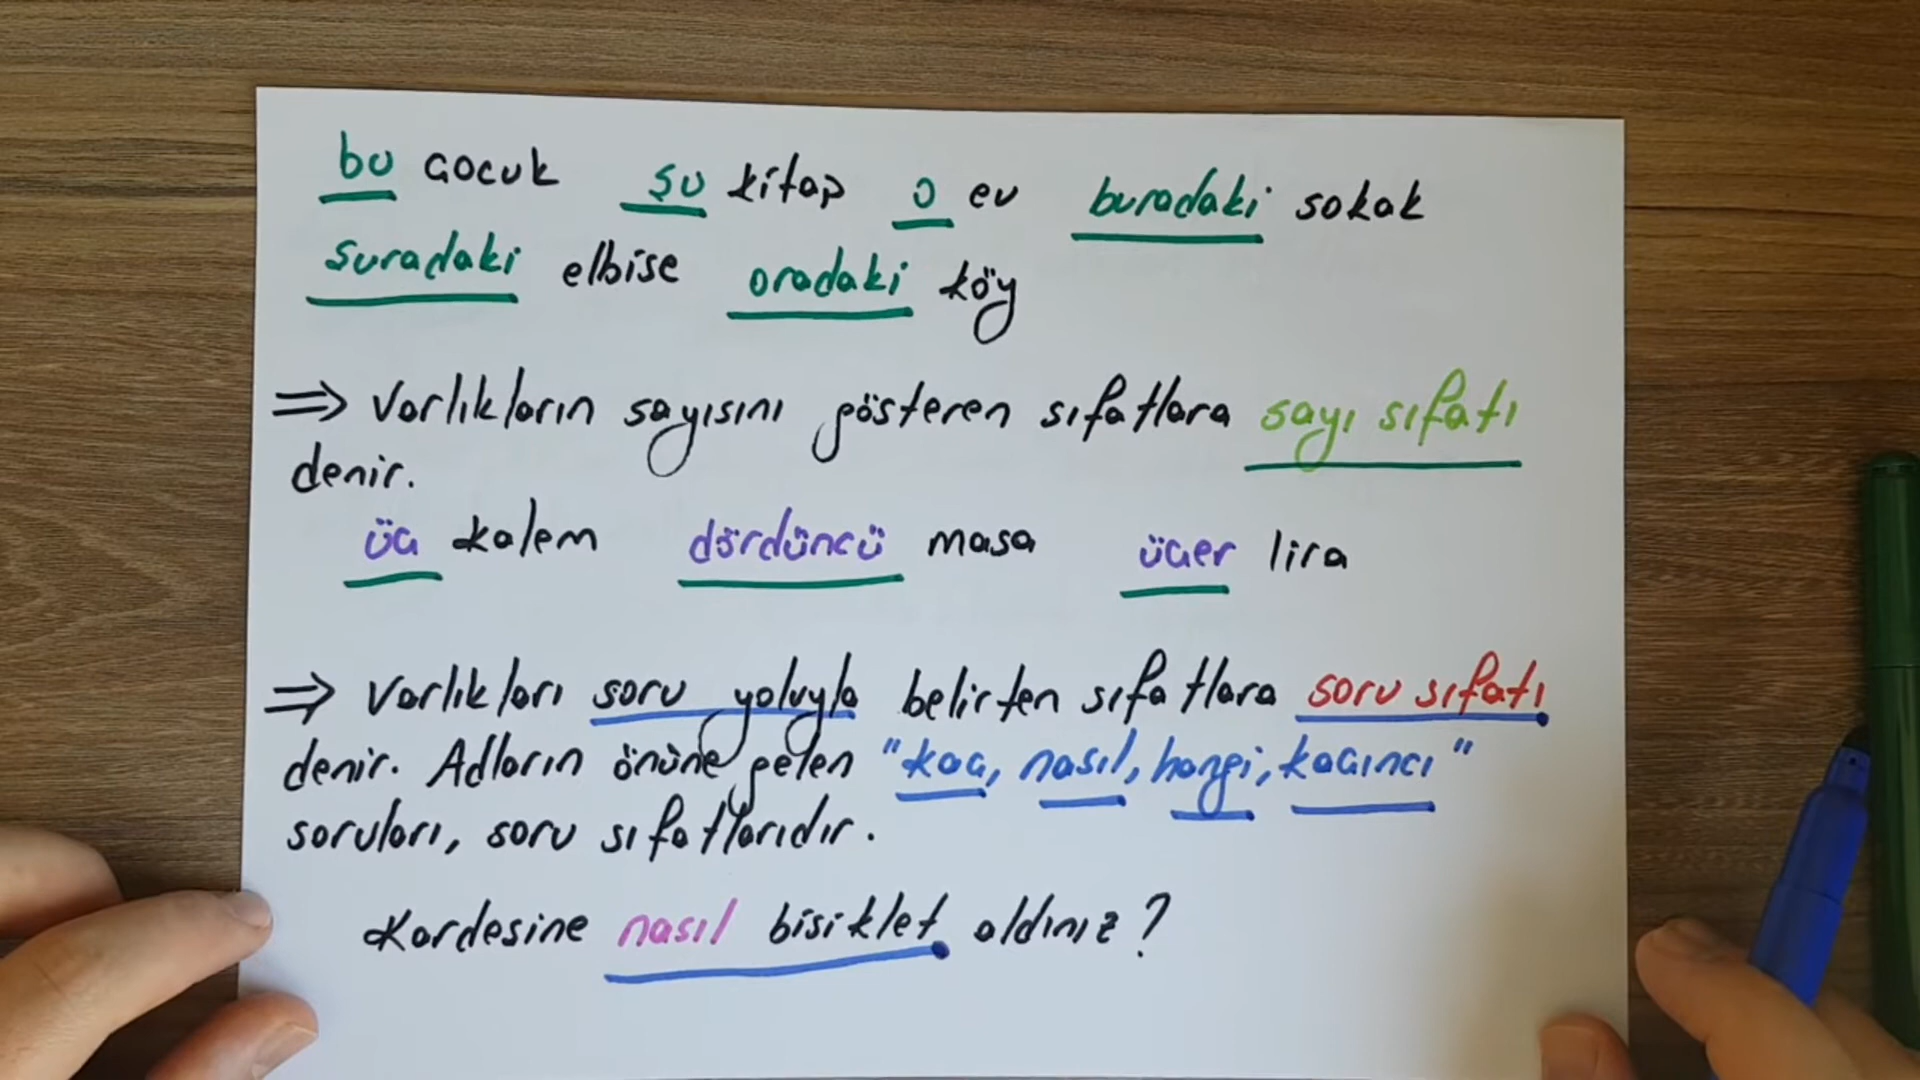 bu çocuk şu kitap o ev buradaki sokak
şuradaki elbise oradaki köy
⇒ Varlıkların sayısını gösteren sıfatlara sayı sıfatı
denir.
üç kalem dördüncü masa üçer lira
⇒ Varlıkları soru yoluyla belirten sıfatlara soru sıfatı
denir. Adların önüne gelen "kaç, nasıl, hangi, kaçıncı"
soruları, soru sıfatlarıdır.
Kardeşine nasıl bisiklet aldınız?